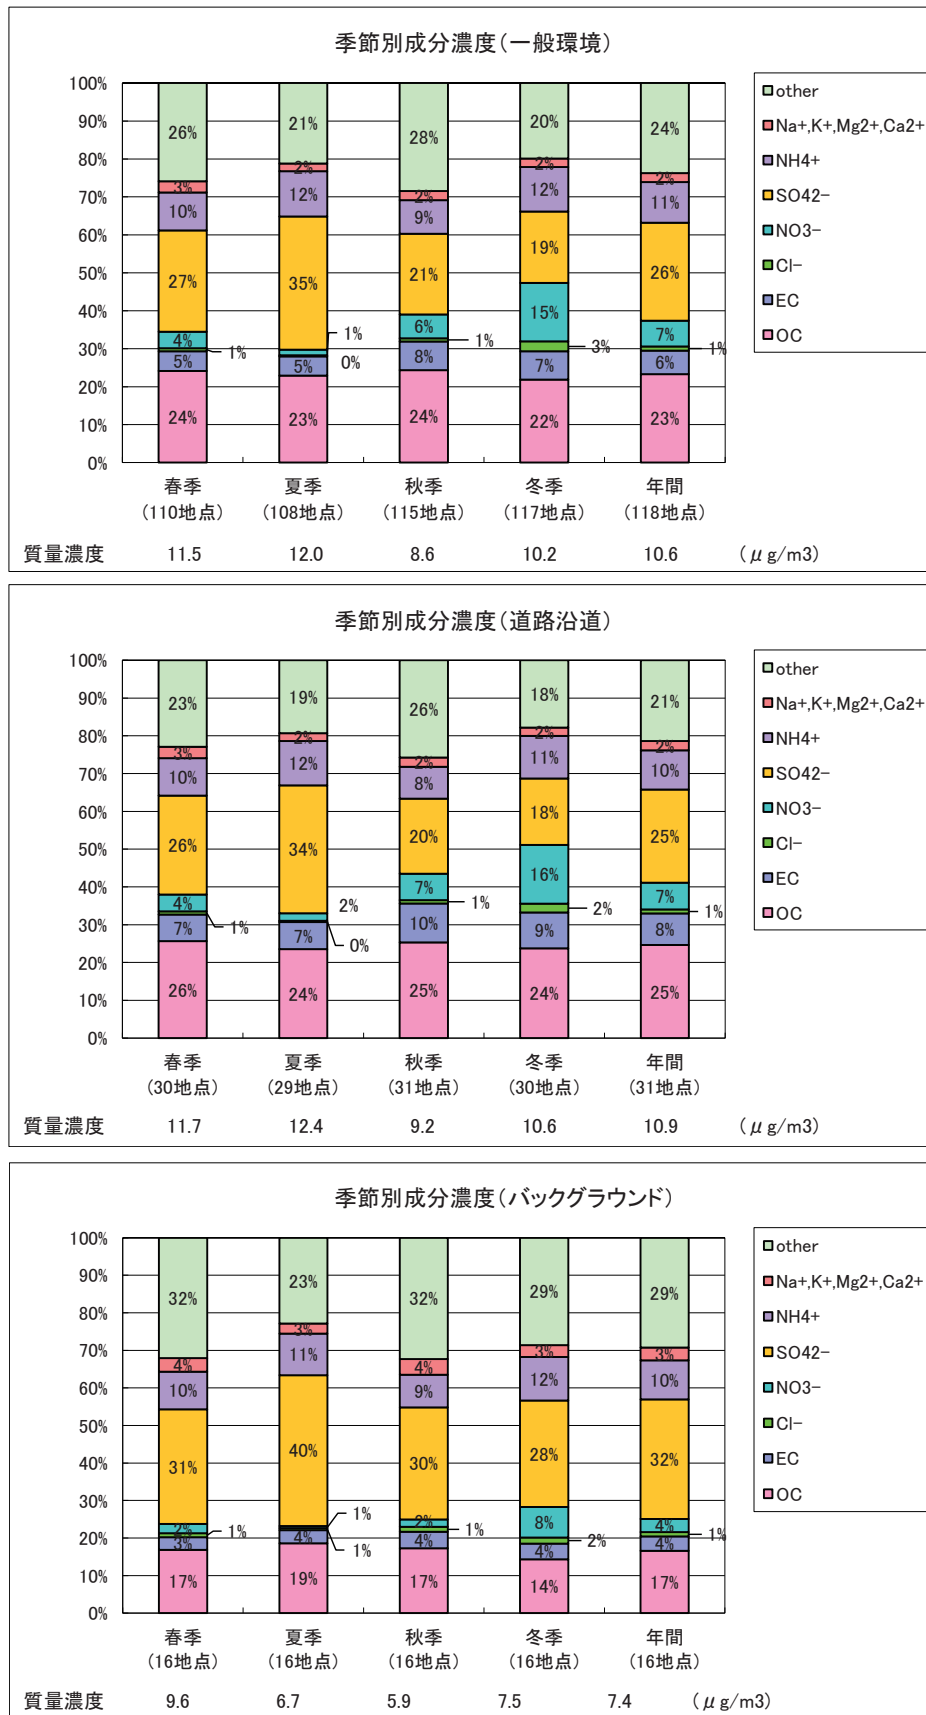 季節別成分濃度(一般環境)
100%
90%
80%
70%
60%
50%
40%
30%
20%
10%
0%
26% 21% 28% 20% 24%
3% 2% 2% 2% 2%
10% 12% 9% 12% 11%
27% 35% 21% 19% 26%
4% 1% 6% 15% 7%
1% 0% 1% 3% 1%
5% 5% 8% 7% 6%
24% 23% 24% 22% 23%
other
Na+,K+,Mg2+,Ca2+
NH4+
SO42-
NO3-
Cl-
EC
OC
春季 夏季 秋季 冬季 年間
(110地点) (108地点) (115地点) (117地点) (118地点)
質量濃度 11.5 12.0 8.6 10.2 10.6 (μg/m3)
季節別成分濃度(道路沿道)
100%
90%
80%
70%
60%
50%
40%
30%
20%
10%
0%
23% 19% 26% 18% 21%
3% 2% 2% 2% 2%
10% 12% 8% 11% 10%
26% 34% 20% 18% 25%
4% 2% 7% 16% 7%
1% 0% 1% 2% 1%
7% 7% 10% 9% 8%
26% 24% 25% 24% 25%
other
Na+,K+,Mg2+,Ca2+
NH4+
SO42-
NO3-
Cl-
EC
OC
春季 夏季 秋季 冬季 年間
(30地点) (29地点) (31地点) (30地点) (31地点)
質量濃度 11.7 12.4 9.2 10.6 10.9 (μg/m3)
季節別成分濃度(バックグラウンド)
100%
90%
80%
70%
60%
50%
40%
30%
20%
10%
0%
32% 23% 32% 29% 29%
4% 3% 4% 3% 3%
10% 11% 9% 12% 10%
31% 40% 30% 28% 32%
2% 1% 2% 8% 4%
1% 1% 1% 2% 1%
3% 4% 4% 4% 4%
17% 19% 17% 14% 17%
other
Na+,K+,Mg2+,Ca2+
NH4+
SO42-
NO3-
Cl-
EC
OC
春季 夏季 秋季 冬季 年間
(16地点) (16地点) (16地点) (16地点) (16地点)
質量濃度 9.6 6.7 5.9 7.5 7.4 (μg/m3)